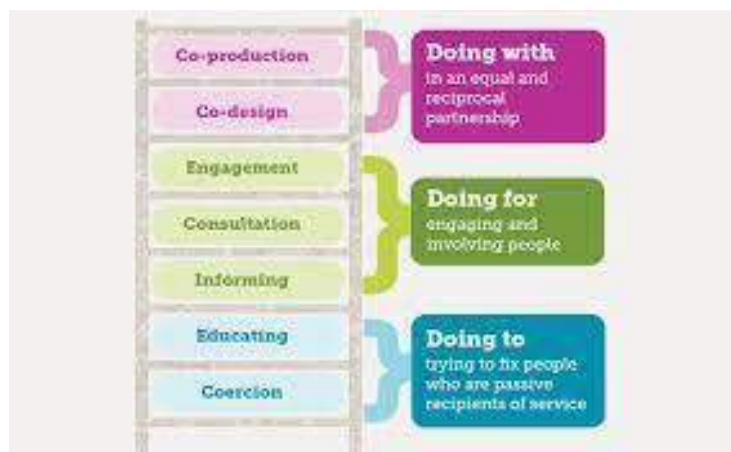 Co-production
Co-design
Doing with
in an equal and
reciprocal
partnership
Engagement
Consultation
Informing
Doing for
engaging and
involving people
Educating
Coercion
Doing to
trying to fix people
who are passive
recipients of service